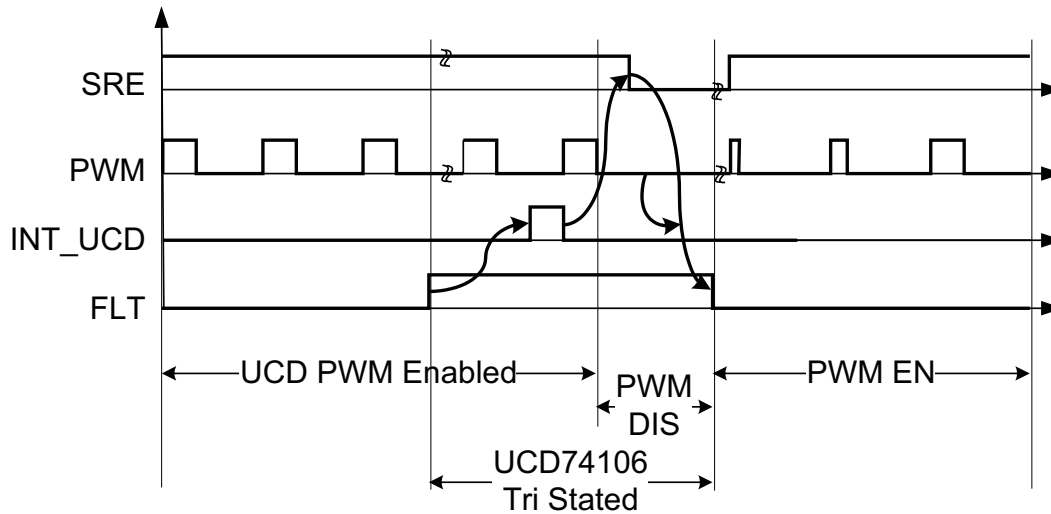 SRE
PWM
INT_UCD
FLT
UCD PWM Enabled
PWM
DIS
PWM EN
UCD74106
Tri Stated